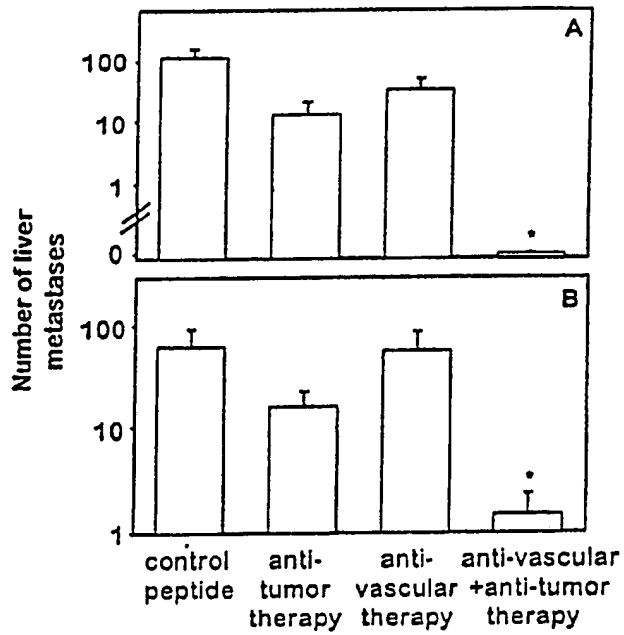 Number of liver
metastases
A
100
10
1
0
*
B
100
10
1
*
control
peptide
anti-
tumor
therapy
anti-
vascular
therapy
anti-vascular
+anti-tumor
therapy